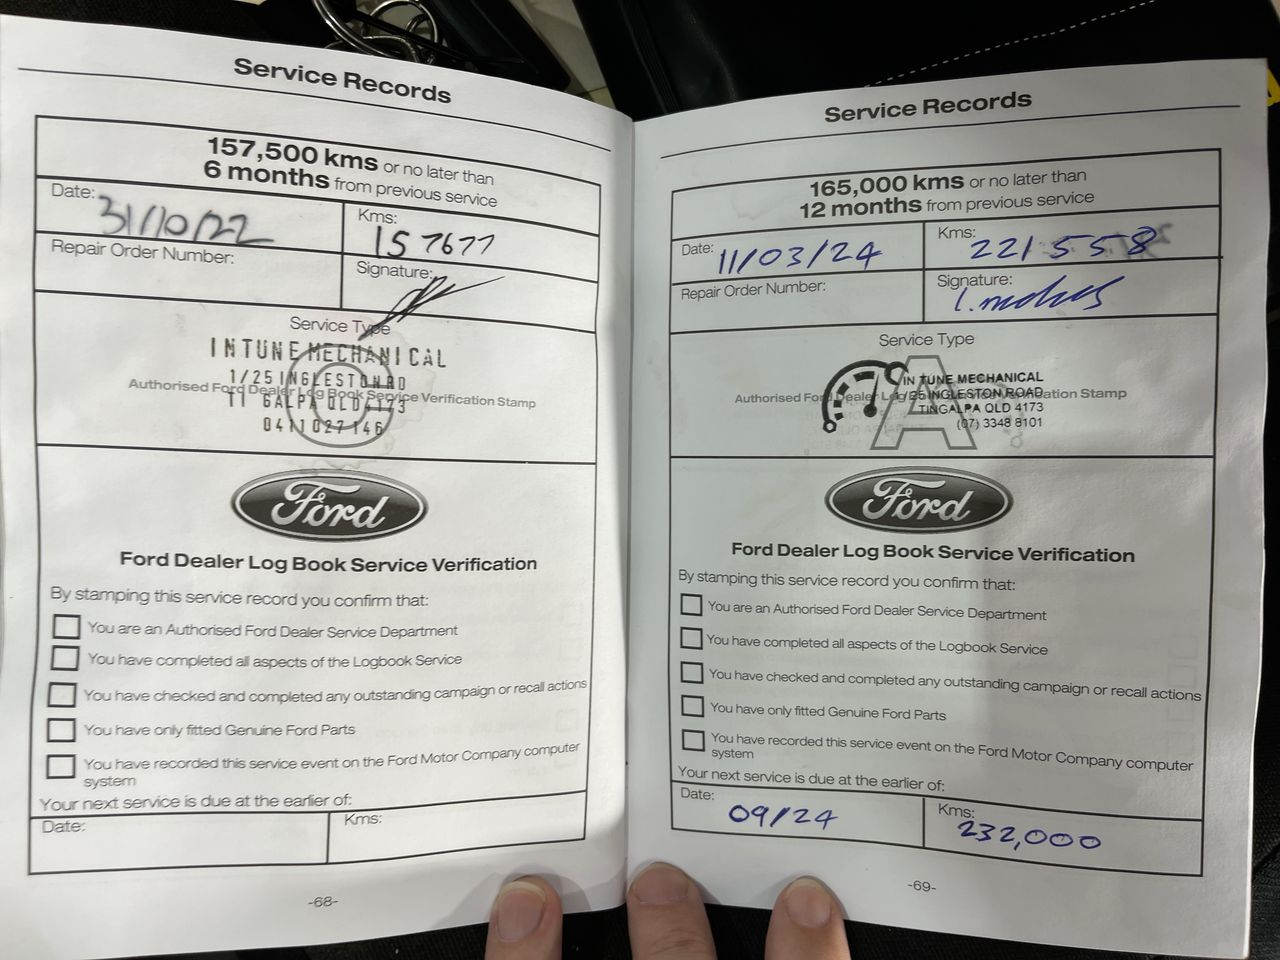 Service Records
157,500 kms or no later than
6 months from previous service
Date: 31/10/22
Kms: 157677
Repair Order Number:
Signature:
Service Type
INTUNE MECHANICAL
1/25 INGLESTON RD
Authorised Ford Dealer Log Book Service Verification Stamp
TI GALPA QLD 4173
0411027146
Ford
Ford Dealer Log Book Service Verification
By stamping this service record you confirm that:
You are an Authorised Ford Dealer Service Department
You have completed all aspects of the Logbook Service
You have checked and completed any outstanding campaign or recall actions
You have only fitted Genuine Ford Parts
You have recorded this service event on the Ford Motor Company computer
system
Your next service is due at the earlier of:
Date:
Kms:
-68-
Service Records
165,000 kms or no later than
12 months from previous service
Date: 11/03/24
Kms: 221558
Repair Order Number:
Signature:
Service Type
A
IN TUNE MECHANICAL
Authorised Ford Dealer Log Book Service Verification Stamp
1/25 INGLESTON ROAD
TINGALPA QLD 4173
(07) 3348 8101
Ford
Ford Dealer Log Book Service Verification
By stamping this service record you confirm that:
You are an Authorised Ford Dealer Service Department
You have completed all aspects of the Logbook Service
You have checked and completed any outstanding campaign or recall actions
You have only fitted Genuine Ford Parts
You have recorded this service event on the Ford Motor Company computer
system
Your next service is due at the earlier of:
Date: 09/24
Kms: 232,000
-69-